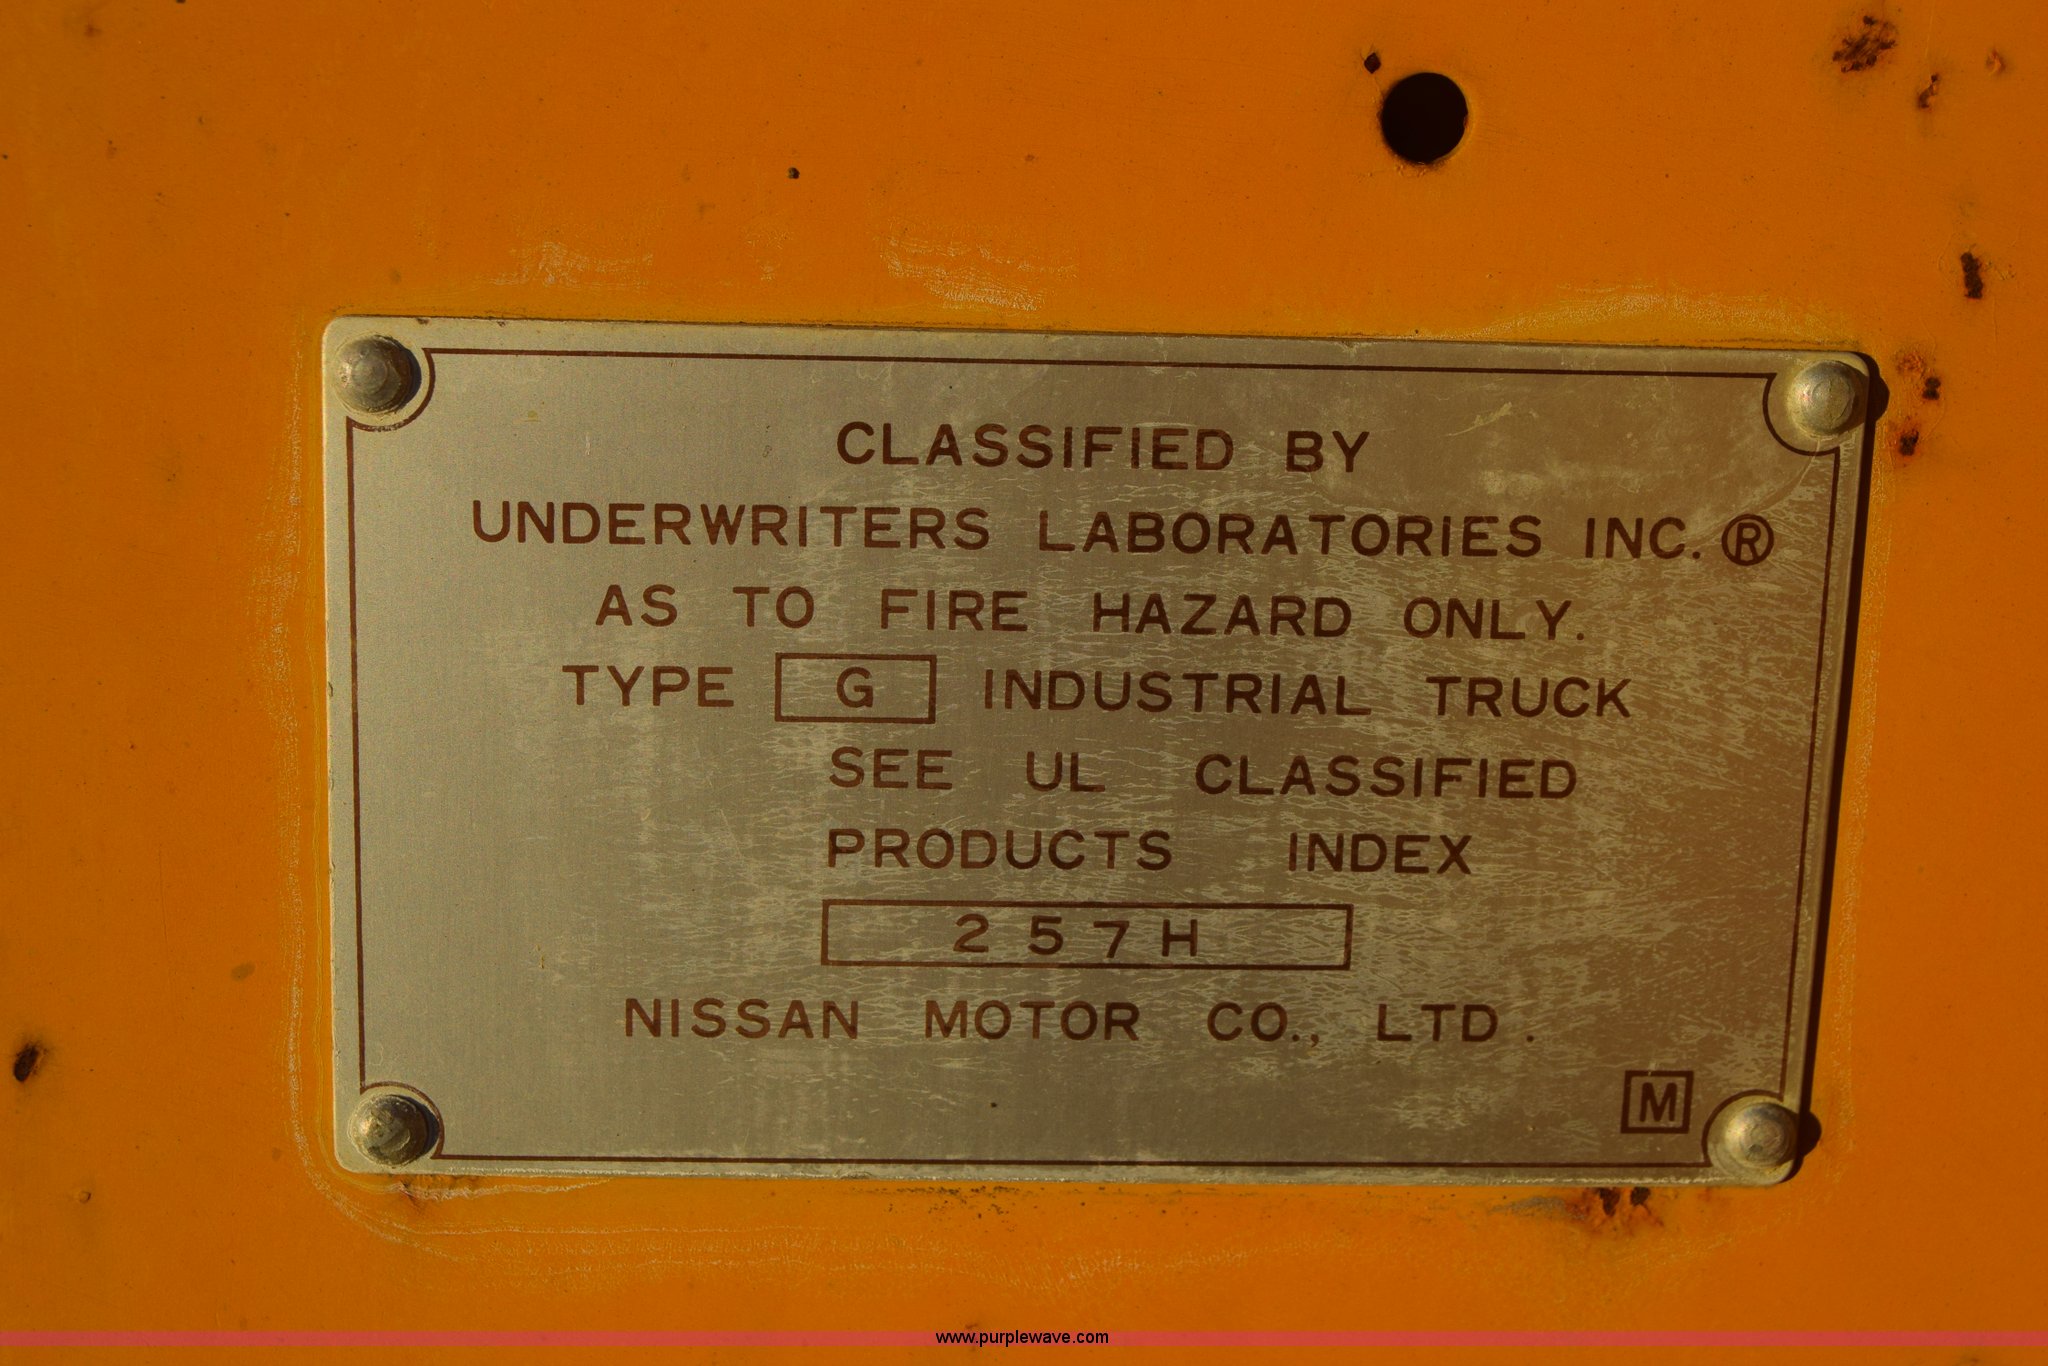 CLASSIFIED BY
UNDERWRITERS LABORATORIES INC.®
AS TO FIRE HAZARD ONLY.
TYPE G INDUSTRIAL TRUCK
SEE UL CLASSIFIED
PRODUCTS INDEX
257H
NISSAN MOTOR CO., LTD.
M
www.purplewave.com